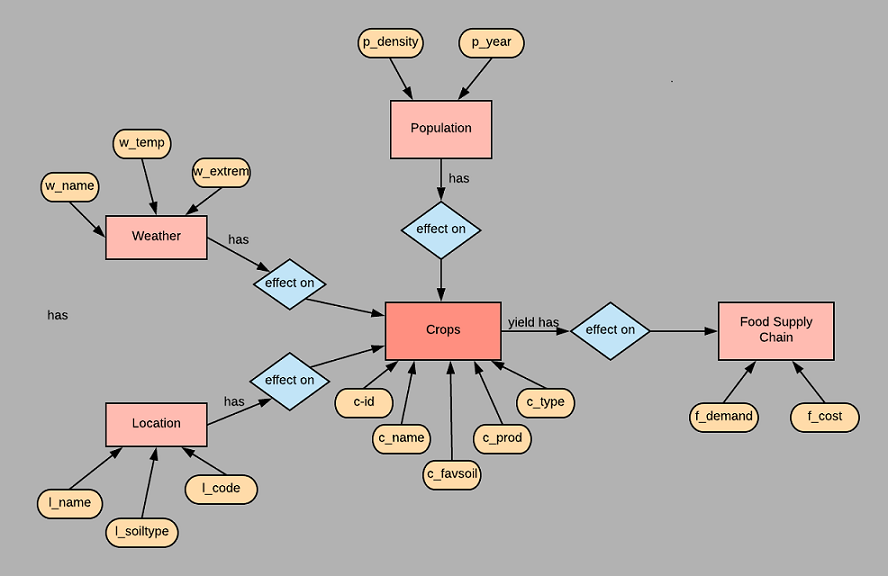 p_density
p_year
Population
has
effect on
w_temp
w_extrem
w_name
Weather
has
effect on
has
Crops
yield has
effect on
Food Supply
Chain
f_demand
f_cost
effect on
has
Location
l_name
l_soiltype
l_code
c-id
c_name
c_favsoil
c_prod
c_type